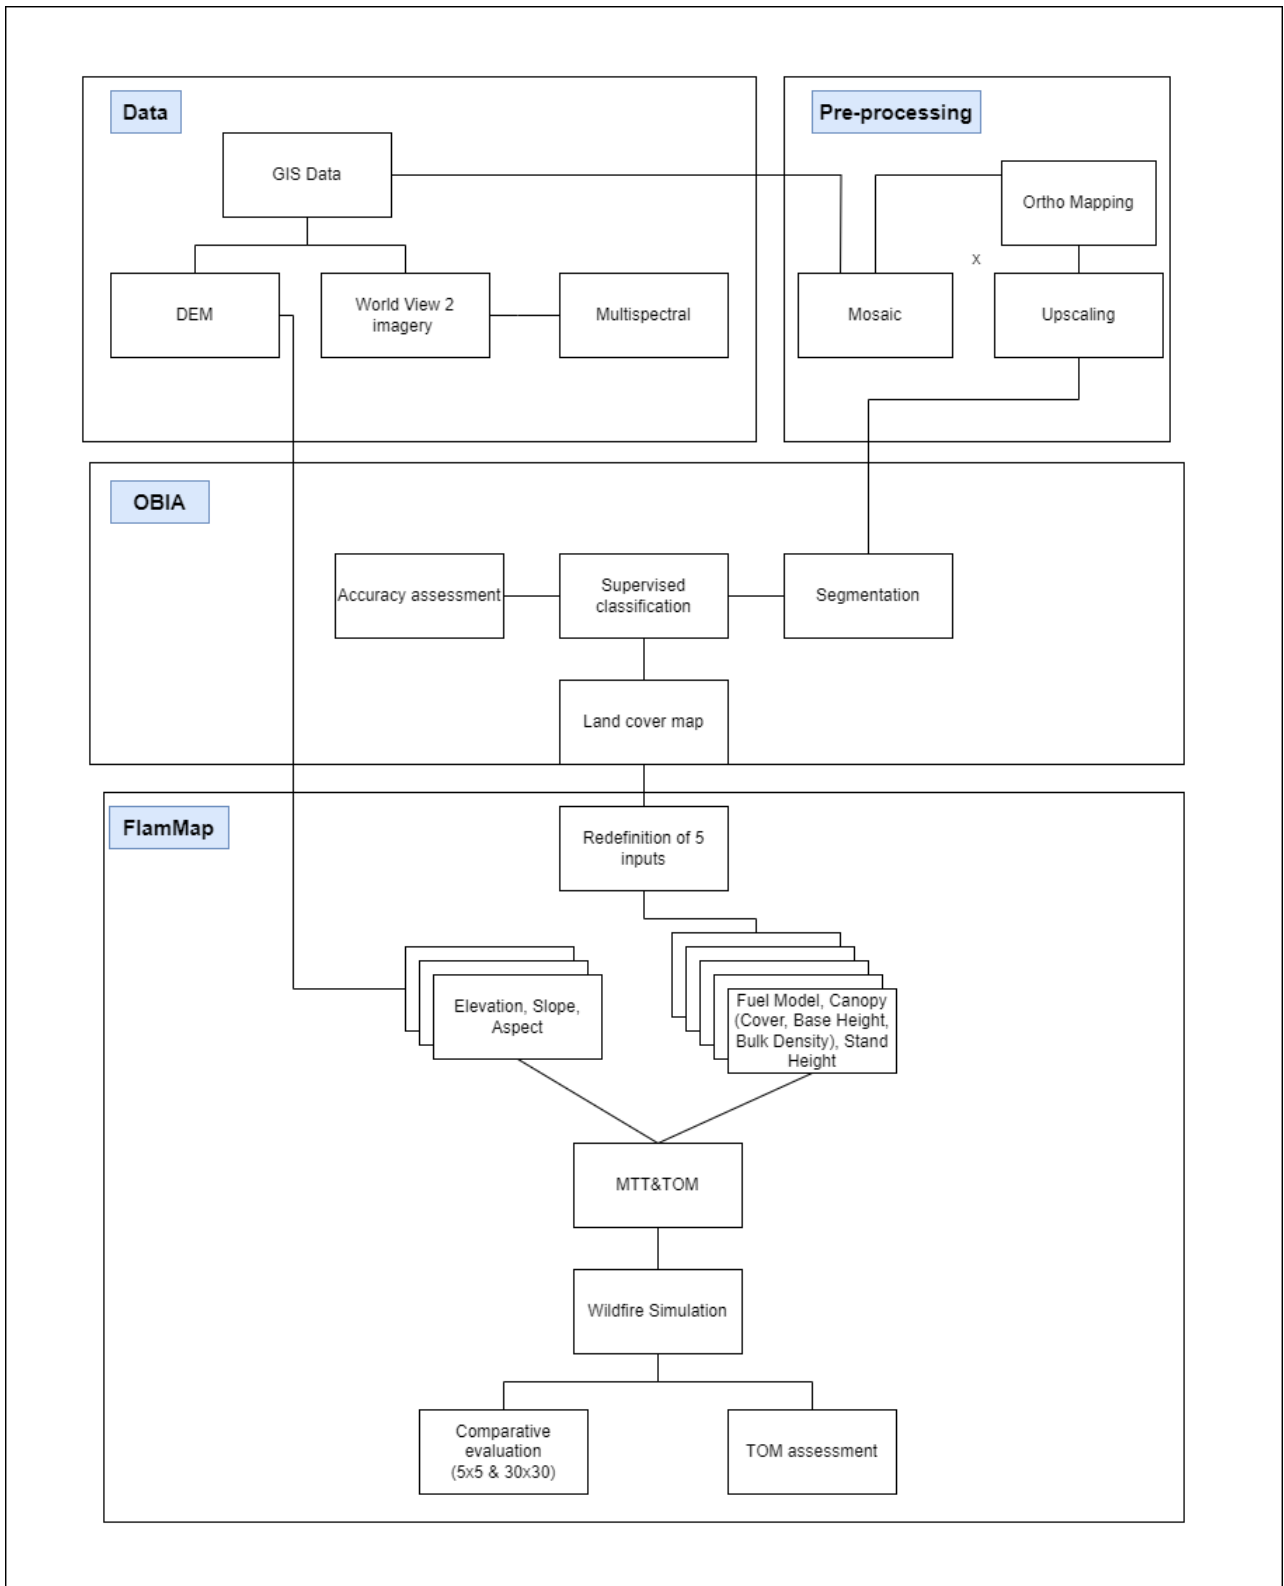 Data
Pre-processing
GIS Data
Ortho Mapping
X
DEM
World View 2
imagery
Multispectral
Mosaic
Upscaling
OBIA
Accuracy assessment
Supervised
classification
Segmentation
Land cover map
FlamMap
Redefinition of 5
inputs
Elevation, Slope,
Aspect
Fuel Model, Canopy
(Cover, Base Height,
Bulk Density), Stand
Height
MTT&TOM
Wildfire Simulation
Comparative
evaluation
(5x5 & 30x30)
TOM assessment